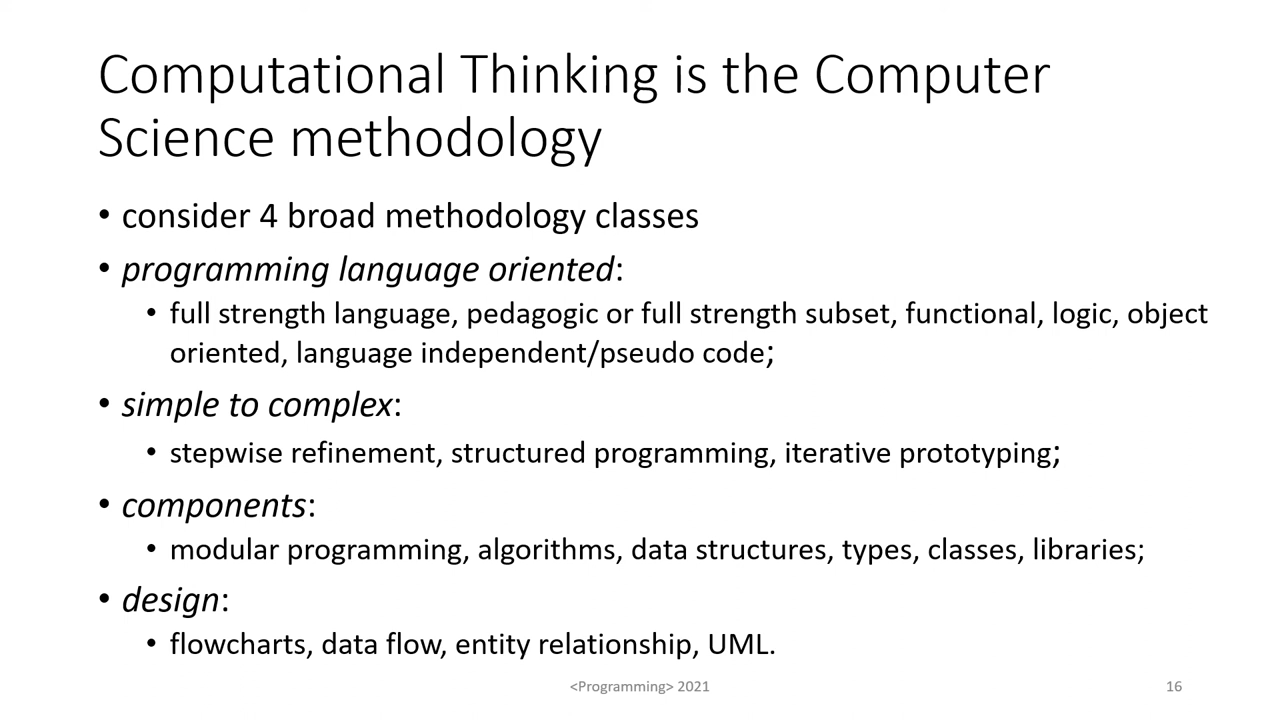 Computational Thinking is the Computer
Science methodology
• consider 4 broad methodology classes
• programming language oriented:
• full strength language, pedagogic or full strength subset, functional, logic, object
oriented, language independent/pseudo code;
• simple to complex:
• stepwise refinement, structured programming, iterative prototyping;
• components:
• modular programming, algorithms, data structures, types, classes, libraries;
• design:
• flowcharts, data flow, entity relationship, UML.
<Programming> 2021
16